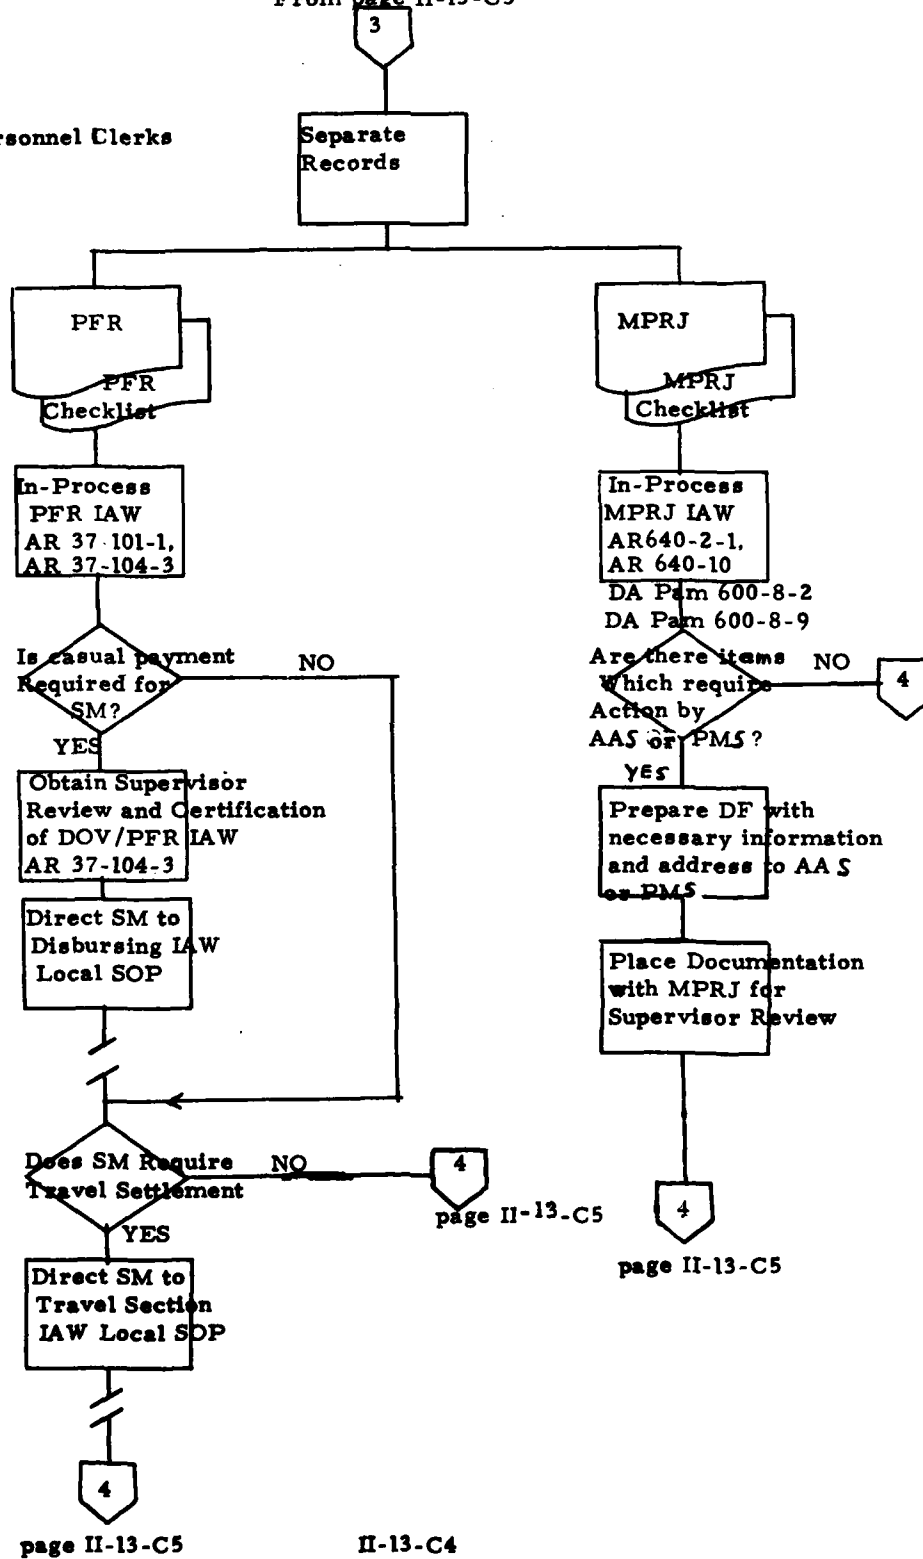 From page II-13-C3
3
rsonnel Clerks
Separate
Records
PFR
PFR
Checklist
In-Process
PFR IAW
AR 37-101-1,
AR 37-104-3
Is casual payment
Required for
SM?
NO
YES
Obtain Supervisor
Review and Certification
of DOV/PFR IAW
AR 37-104-3
Direct SM to
Disbursing IAW
Local SOP
Does SM Require
Travel Settlement
NO
4
page II-13-C5
YES
Direct SM to
Travel Section
IAW Local SOP
4
page II-13-C5
MPRJ
MPRJ
Checklist
In-Process
MPRJ IAW
AR640-2-1,
AR 640-10
DA Pam 600-8-2
DA Pam 600-8-9
Are there items
Which require
Action by
AAS or PMS?
NO
4
YES
Prepare DF with
necessary information
and address to AAS
or PMS
Place Documentation
with MPRJ for
Supervisor Review
4
page II-13-C5
II-13-C4